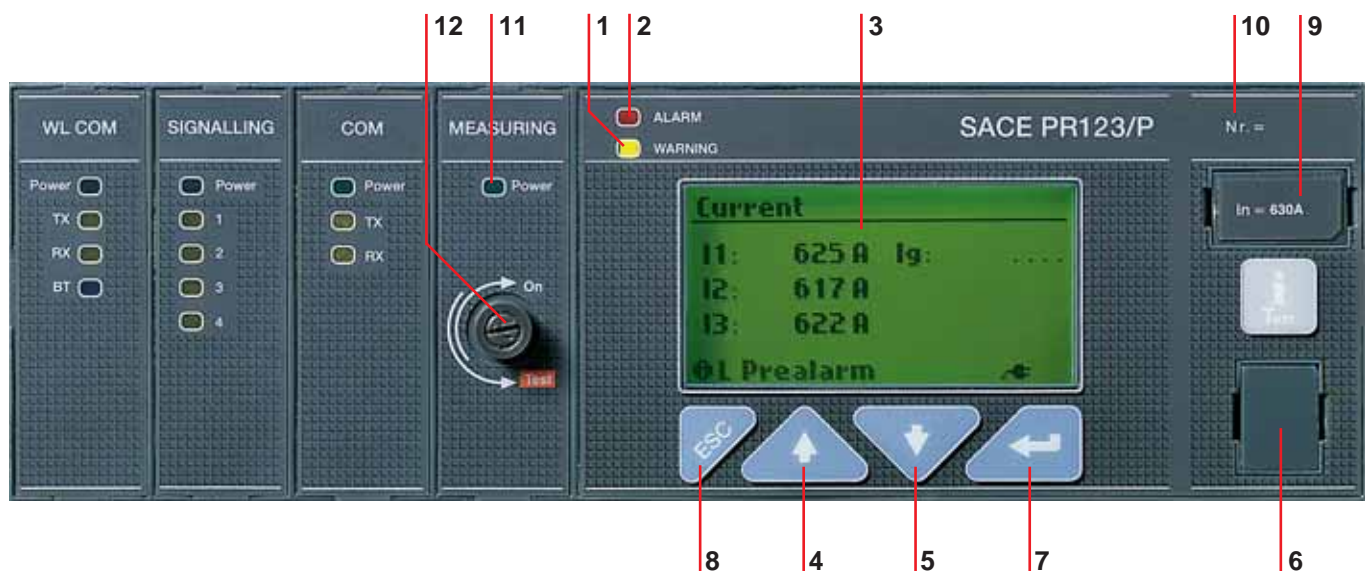 12 11 1 2 3 10 9
WL COM
Power
TX
RX
BT
SIGNALLING
Power
1
2
3
4
COM
Power
TX
RX
MEASURING
Power
On
Test
ALARM
WARNING
SACE PR123/P
Current
I1: 625 A Ig: ....
I2: 617 A
I3: 622 A
L Prealarm
ESC
Nr. =
In = 630A
Test
8 4 5 7 6